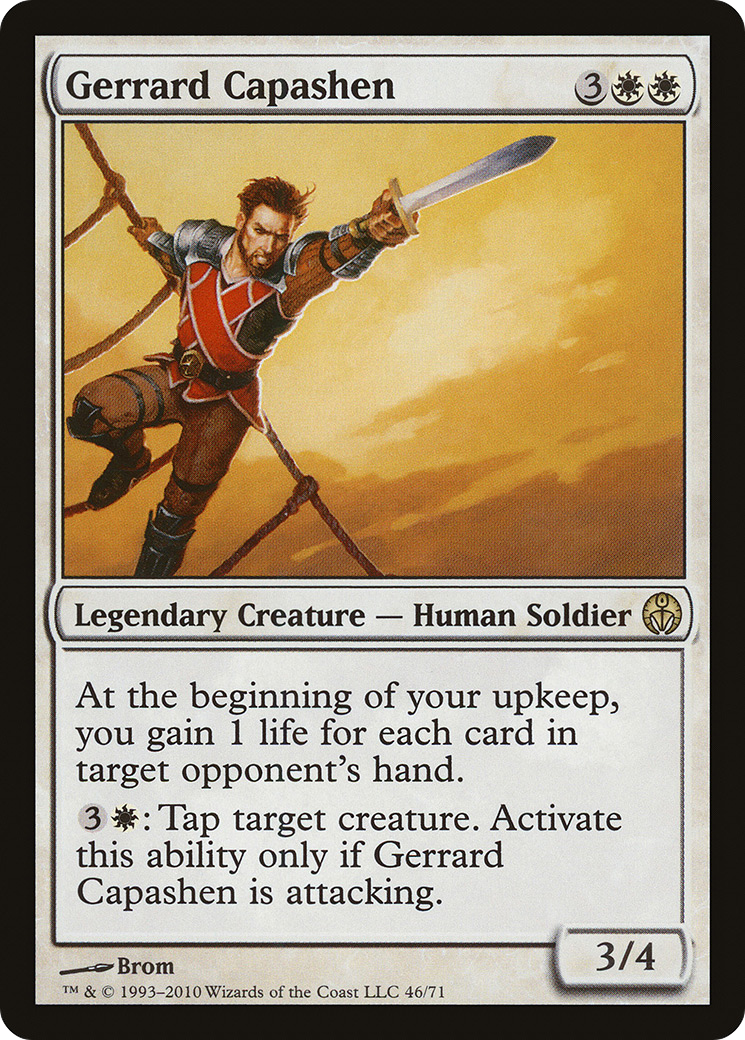 Gerrard Capashen 3
Legendary Creature — Human Soldier
At the beginning of your upkeep,
you gain 1 life for each card in
target opponent's hand.
3 : Tap target creature. Activate
this ability only if Gerrard
Capashen is attacking.
3/4
Brom
™ & © 1993–2010 Wizards of the Coast LLC 46/71